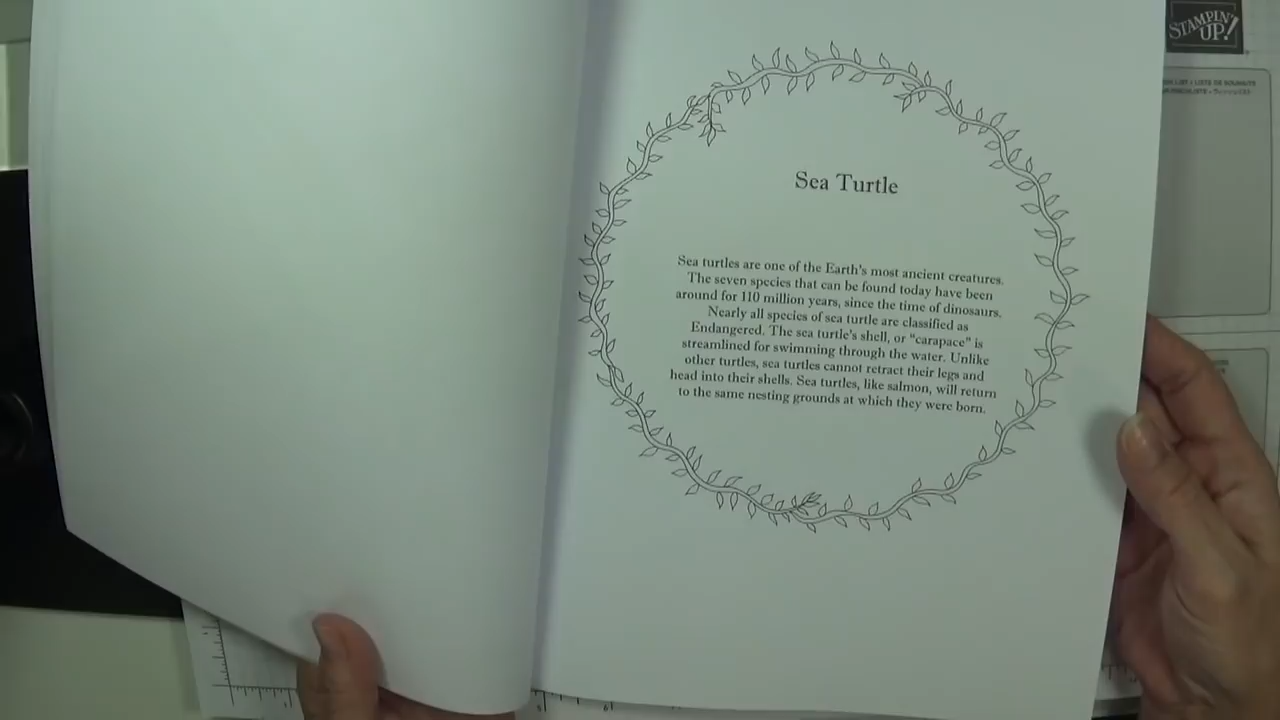 STAMPIN'
UP!
Sea Turtle
Sea turtles are one of the Earth's most ancient creatures.
The seven species that can be found today have been
around for 110 million years, since the time of dinosaurs.
Nearly all species of sea turtle are classified as
Endangered. The sea turtle's shell, or “carapace” is
streamlined for swimming through the water. Unlike
other turtles, sea turtles cannot retract their legs and
head into their shells. Sea turtles, like salmon, will return
to the same nesting grounds at which they were born.
5
6